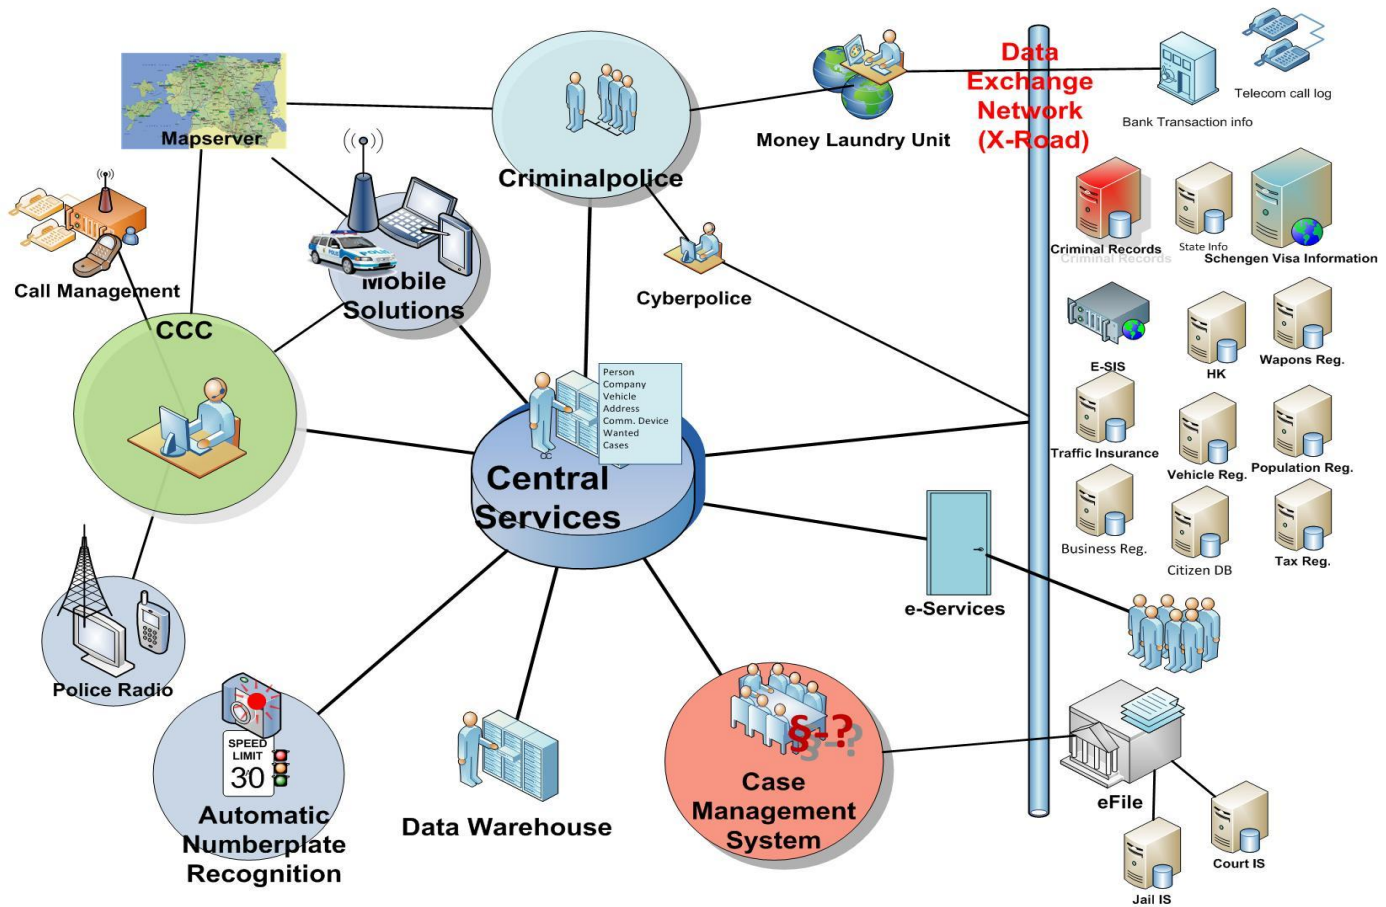 Mapserver
Criminalpolice
Money Laundry Unit
Data
Exchange
Network
(X-Road)
Bank Transaction info
Telecom call log
Call Management
CCC
POLIS
Mobile
Solutions
Cyberpolice
Criminal Records
Criminal Records
State Info
Schengen Visa Information
E-SIS
HK
Wapons Reg.
Traffic Insurance
Vehicle Reg.
Population Reg.
Business Reg.
Citizen DB
Tax Reg.
Person
Company
Vehicle
Address
Comm. Device
Wanted
Cases
Central
Services
e-Services
Police Radio
SPEED
LIMIT
30
Automatic
Numberplate
Recognition
Data Warehouse
§-?
Case
Management
System
eFile
Court IS
Jail IS